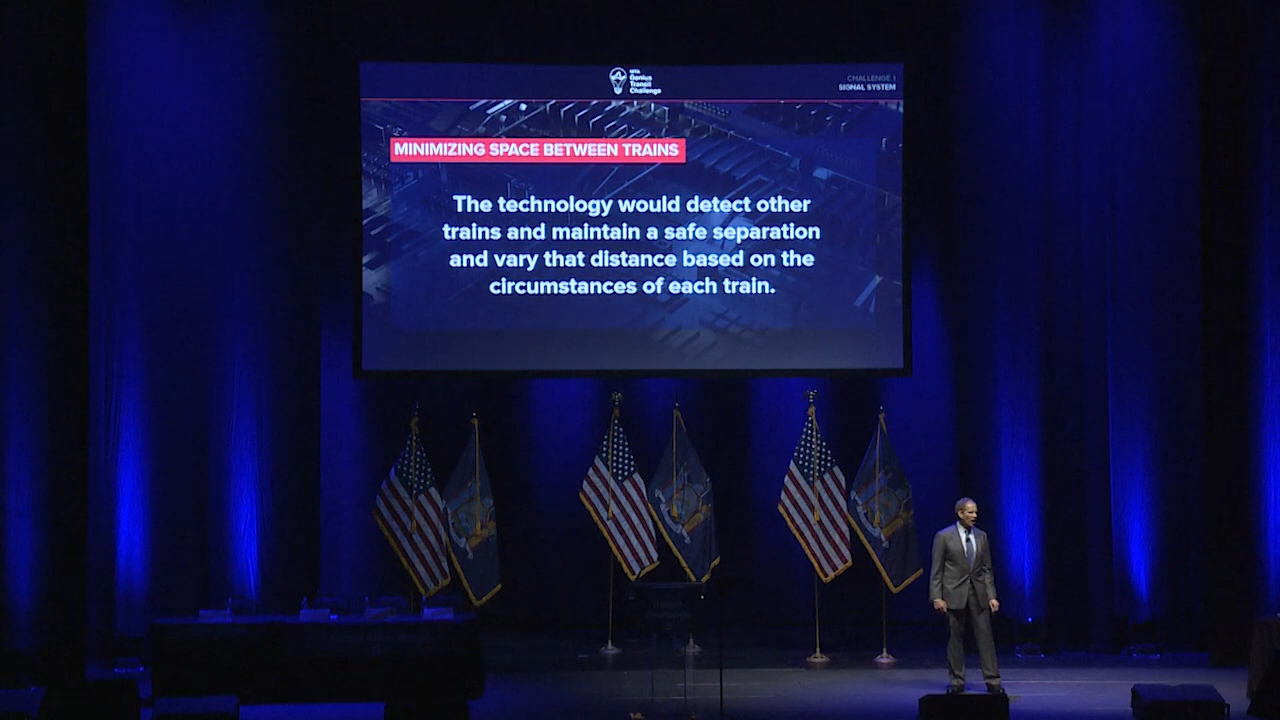 MTA
Genius
Transit
Challenge
CHALLENGE 1
SIGNAL SYSTEM
MINIMIZING SPACE BETWEEN TRAINS
The technology would detect other
trains and maintain a safe separation
and vary that distance based on the
circumstances of each train.